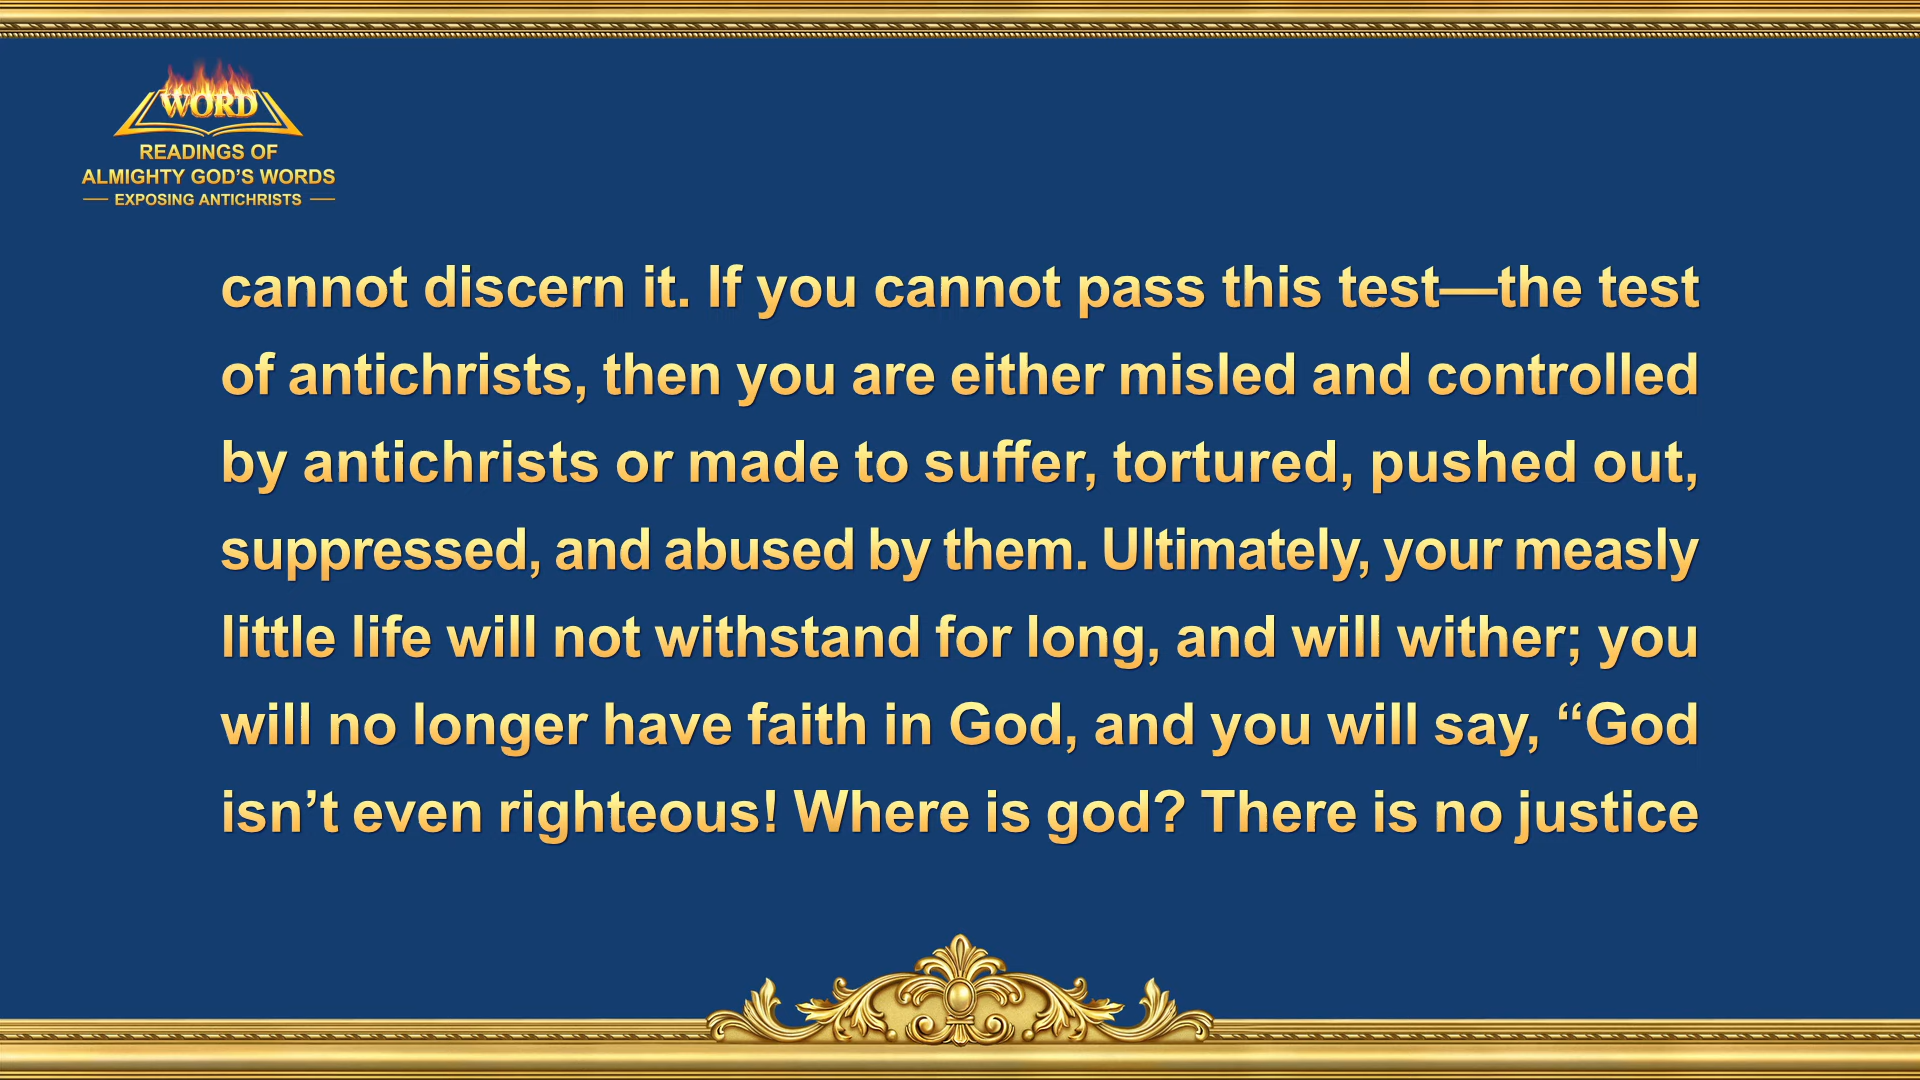 WORD
READINGS OF
ALMIGHTY GOD'S WORDS
EXPOSING ANTICHRISTS
cannot discern it. If you cannot pass this test—the test
of antichrists, then you are either misled and controlled
by antichrists or made to suffer, tortured, pushed out,
suppressed, and abused by them. Ultimately, your measly
little life will not withstand for long, and will wither; you
will no longer have faith in God, and you will say, “God
isn’t even righteous! Where is god? There is no justice